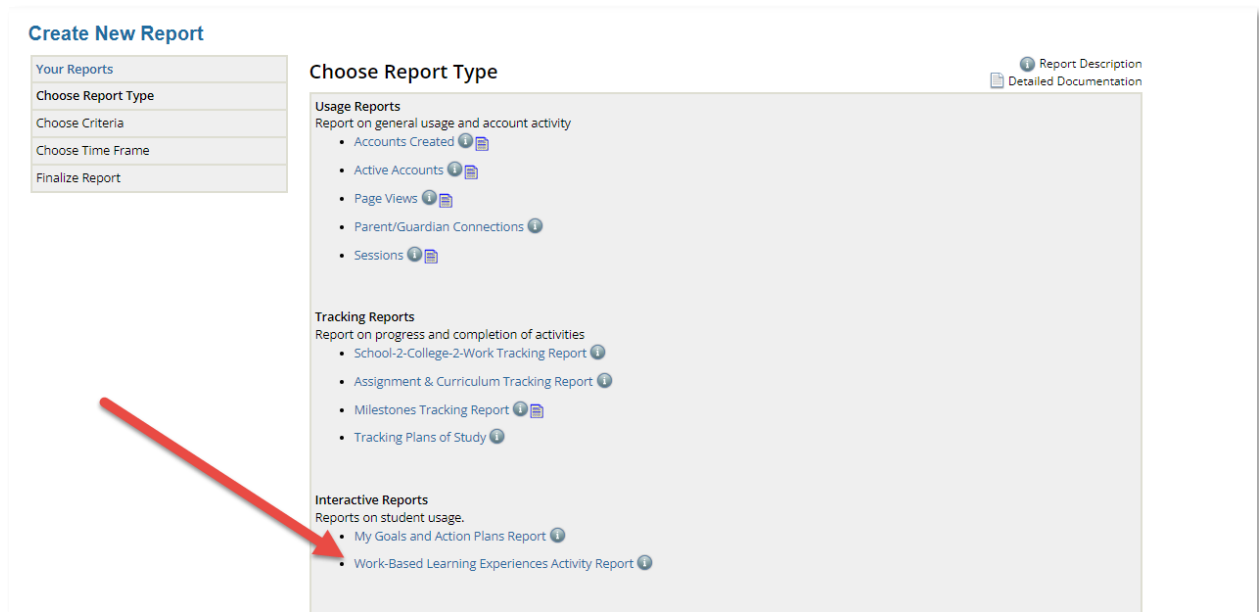 Create New Report
Your Reports
Choose Report Type
Choose Criteria
Choose Time Frame
Finalize Report
Choose Report Type
Report Description
Detailed Documentation
Usage Reports
Report on general usage and account activity
Accounts Created
Active Accounts
Page Views
Parent/Guardian Connections
Sessions
Tracking Reports
Report on progress and completion of activities
School-2-College-2-Work Tracking Report
Assignment & Curriculum Tracking Report
Milestones Tracking Report
Tracking Plans of Study
Interactive Reports
Reports on student usage.
My Goals and Action Plans Report
Work-Based Learning Experiences Activity Report